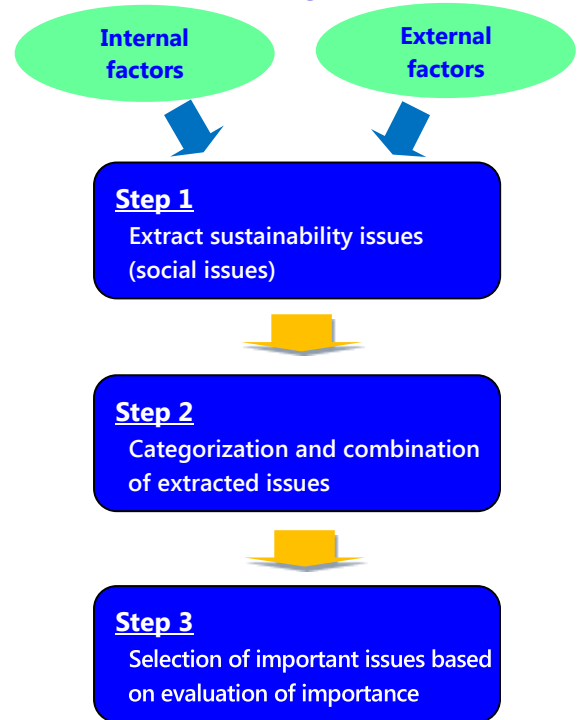 Internal
factors
External
factors
Step 1
Extract sustainability issues
(social issues)
Step 2
Categorization and combination
of extracted issues
Step 3
Selection of important issues based
on evaluation of importance